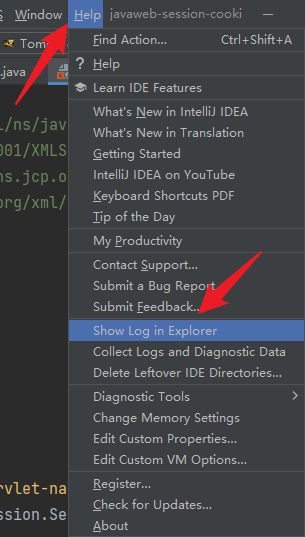 S Window Help javaweb-session-cooki
Find Action... Ctrl+Shift+A
Tom
Help
.java
Learn IDE Features
What's New in IntelliJ IDEA
L/ns/jav
What's New in Translation
001/XMLS
Getting Started
ns.jcp.o
IntelliJ IDEA on YouTube
org/xml/
Keyboard Shortcuts PDF
Tip of the Day
My Productivity
Contact Support...
Submit a Bug Report
Submit Feedback...
Show Log in Explorer
Collect Logs and Diagnostic Data
Delete Leftover IDE Directories...
Diagnostic Tools
Change Memory Settings
Edit Custom Properties...
Edit Custom VM Options...
rvlet-na
Register...
ssion.Se
Check for Updates...
About